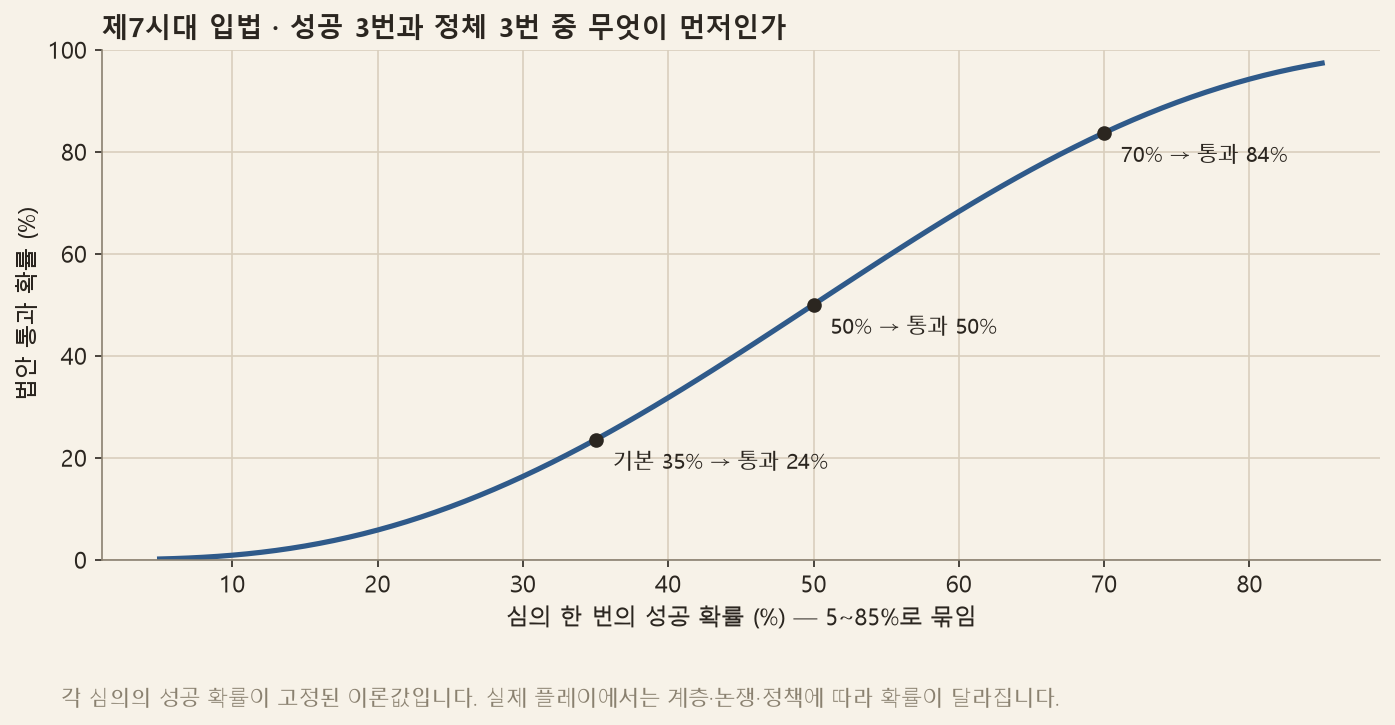 제7시대 입법 · 성공 3번과 정체 3번 중 무엇이 먼저인가
100
80
60
40
20
0
법안 통과 확률 (%)
70% → 통과 84%
50% → 통과 50%
기본 35% → 통과 24%
10 20 30 40 50 60 70 80
심의 한 번의 성공 확률 (%) — 5~85%로 묶임
각 심의의 성공 확률이 고정된 이론값입니다. 실제 플레이에서는 계층·논쟁·정책에 따라 확률이 달라집니다.